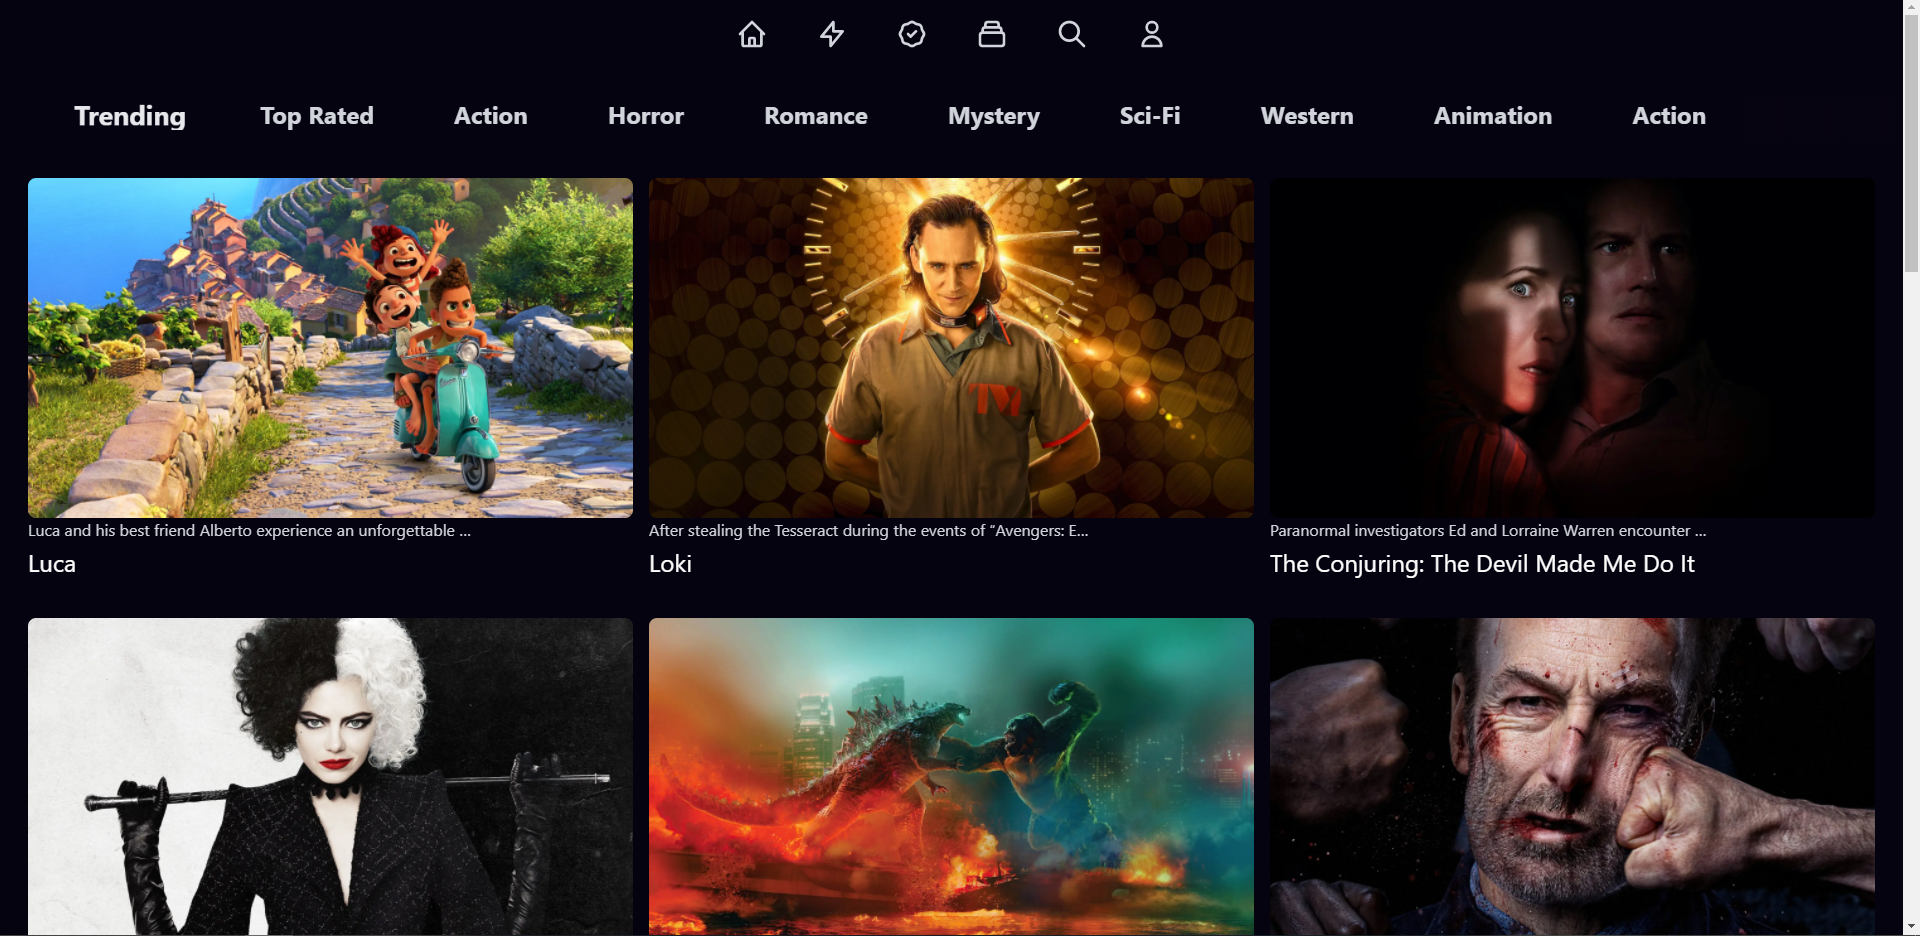 Trending Top Rated Action Horror Romance Mystery Sci-Fi Western Animation Action
TVA
Luca and his best friend Alberto experience an unforgettable ...
Luca
After stealing the Tesseract during the events of “Avengers: E...
Loki
Paranormal investigators Ed and Lorraine Warren encounter ...
The Conjuring: The Devil Made Me Do It